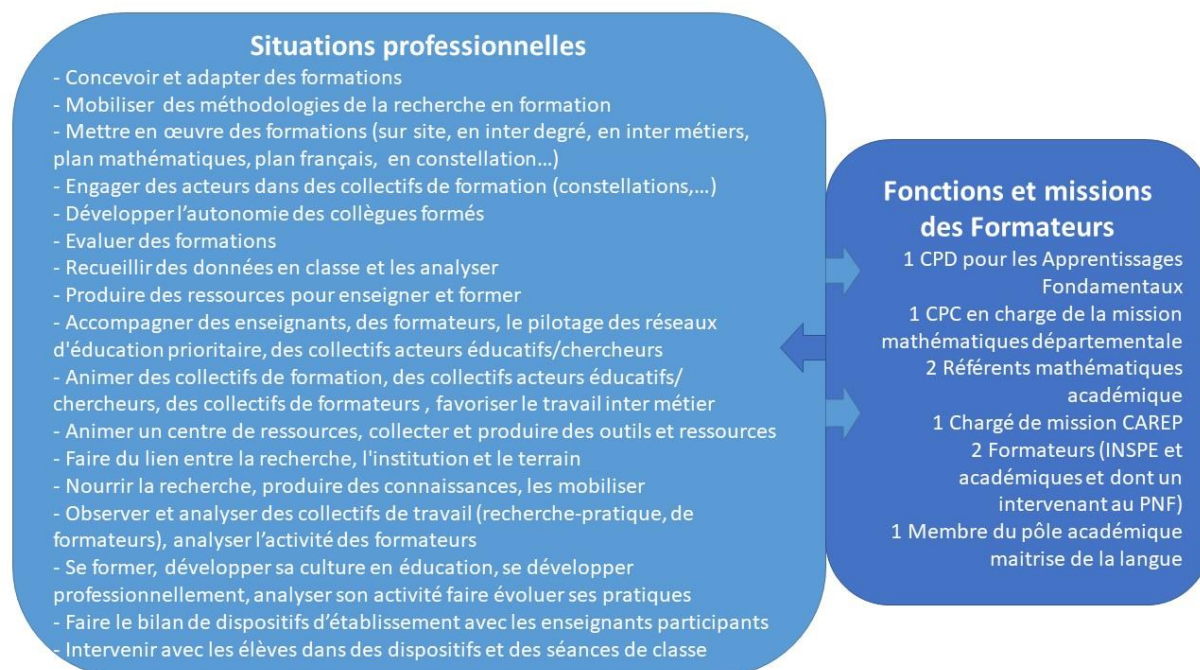 Situations professionnelles
- Concevoir et adapter des formations
- Mobiliser des méthodologies de la recherche en formation
- Mettre en œuvre des formations (sur site, en inter degré, en inter métiers,
plan mathématiques, plan français, en constellation...)
- Engager des acteurs dans des collectifs de formation (constellations,...)
- Développer l'autonomie des collègues formés
- Evaluer des formations
- Recueillir des données en classe et les analyser
- Produire des ressources pour enseigner et former
- Accompagner des enseignants, des formateurs, le pilotage des réseaux
d'éducation prioritaire, des collectifs acteurs éducatifs/chercheurs
- Animer des collectifs de formation, des collectifs acteurs éducatifs/
chercheurs, des collectifs de formateurs , favoriser le travail inter métier
- Animer un centre de ressources, collecter et produire des outils et ressources
- Faire du lien entre la recherche, l'institution et le terrain
- Nourrir la recherche, produire des connaissances, les mobiliser
- Observer et analyser des collectifs de travail (recherche-pratique, de
formateurs), analyser l'activité des formateurs
- Se former, développer sa culture en éducation, se développer
professionnellement, analyser son activité faire évoluer ses pratiques
- Faire le bilan de dispositifs d'établissement avec les enseignants participants
- Intervenir avec les élèves dans des dispositifs et des séances de classe
Fonctions et missions
des Formateurs
1 CPD pour les Apprentissages
Fondamentaux
1 CPC en charge de la mission
mathématiques départementale
2 Référents mathématiques
académique
1 Chargé de mission CAREP
2 Formateurs (INSPE et
académiques et dont un
intervenant au PNF)
1 Membre du pôle académique
maitrise de la langue